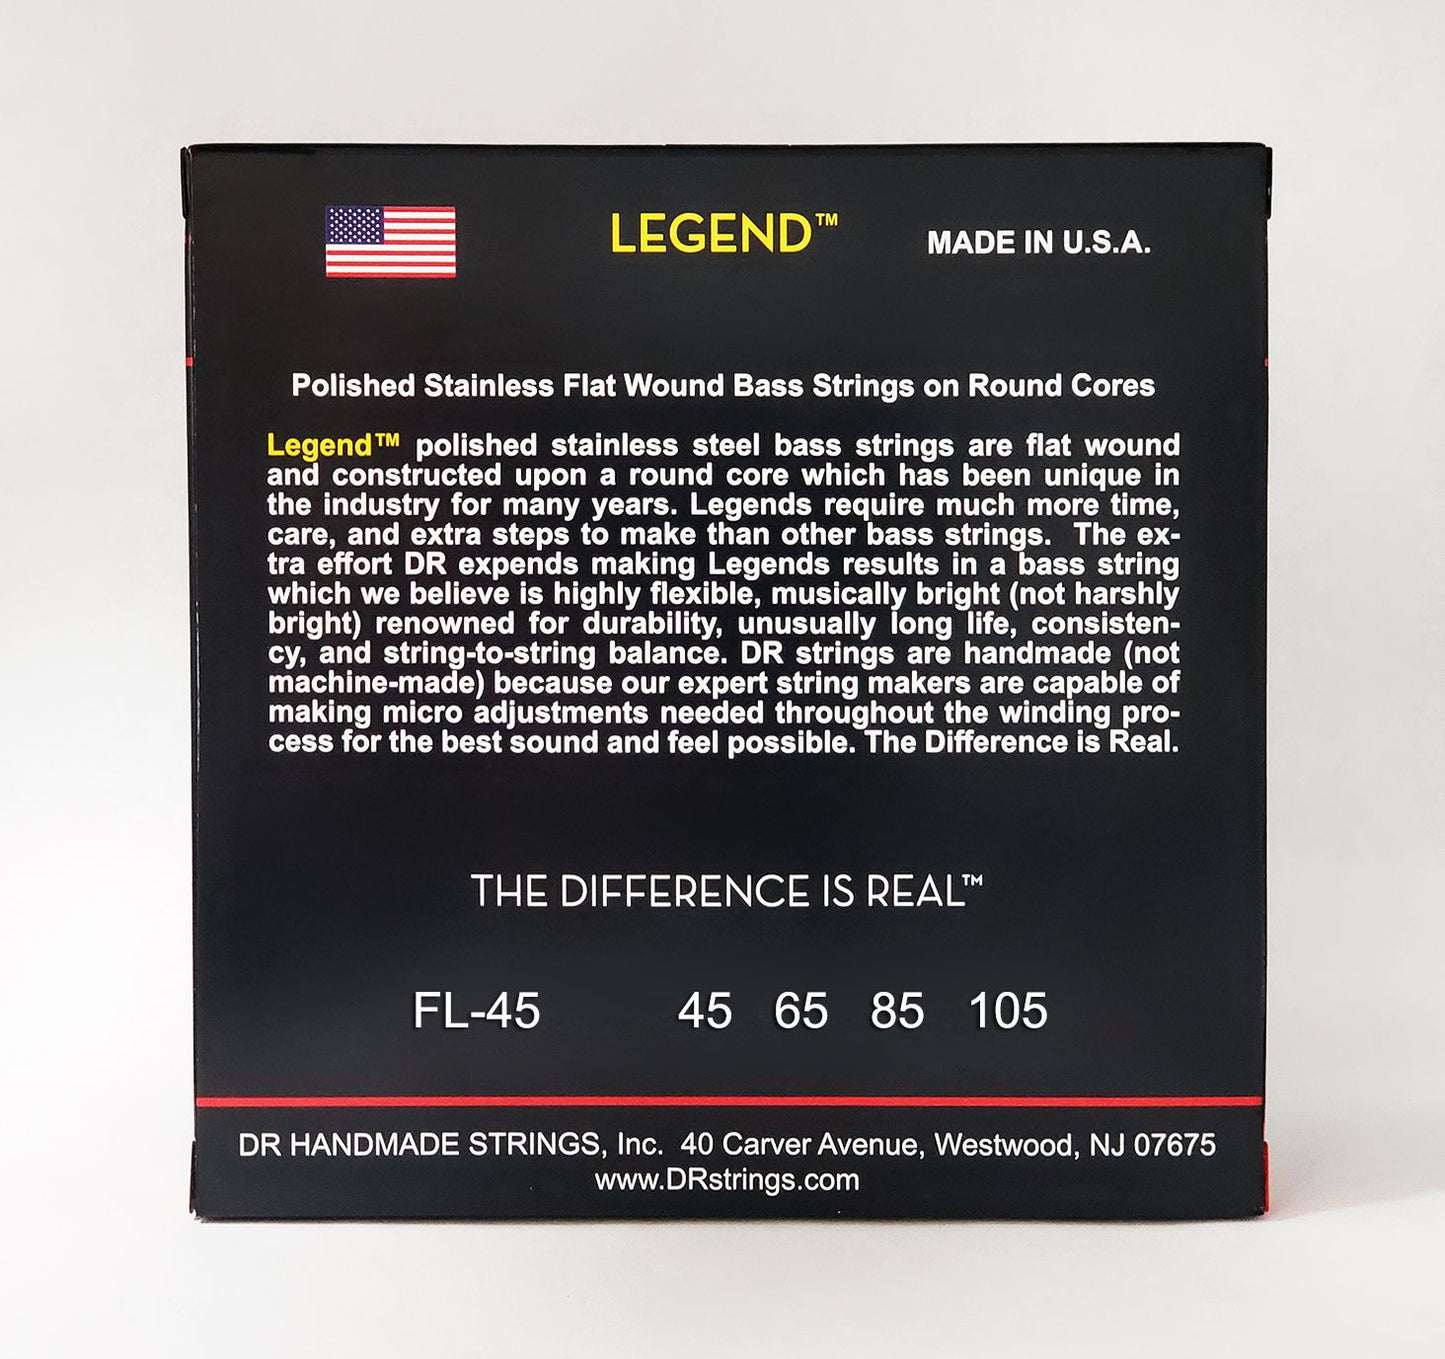 LEGEND™ MADE IN U.S.A.
Polished Stainless Flat Wound Bass Strings on Round Cores
Legend™ polished stainless steel bass strings are flat wound
and constructed upon a round core which has been unique in
the industry for many years. Legends require much more time,
care, and extra steps to make than other bass strings.  The ex-
tra effort DR expends making Legends results in a bass string
which we believe is highly flexible, musically bright (not harshly
bright) renowned for durability, unusually long life, consisten-
cy, and string-to-string balance. DR strings are handmade (not
machine-made) because our expert string makers are capable of
making micro adjustments needed throughout the winding pro-
cess for the best sound and feel possible. The Difference is Real.
THE DIFFERENCE IS REAL™
FL-45 45 65 85 105
DR HANDMADE STRINGS, Inc.  40 Carver Avenue, Westwood, NJ 07675
www.DRstrings.com